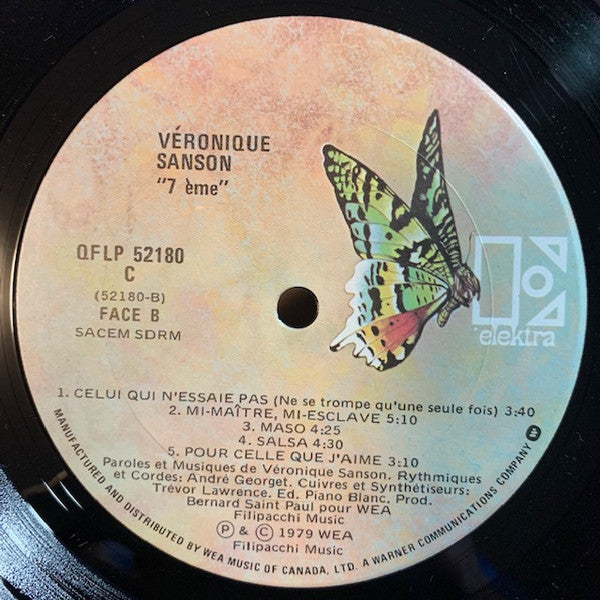 VÉRONIQUE
SANSON
"7 ème"
QFLP 52180
C
(52180-B)
FACE B
SACEM SDRM
elektra
1. CELUI QUI N'ESSAIE PAS (Ne se trompe qu'une seule fois) 3:40
2. MI-MAÎTRE, MI-ESCLAVE 5:10
3. MASO 4:25
4. SALSA 4:30
5. POUR CELLE QUE J'AIME 3:10
Paroles et Musiques de Véronique Sanson. Rythmiques
et Cordes: André Georget. Cuivres et Synthétiseurs:
Trévor Lawrence. Ed. Piano Blanc. Prod.
Bernard Saint Paul pour WEA
Filipacchi Music
℗ & © 1979 WEA
Filipacchi Music
MANUFACTURED AND DISTRIBUTED BY WEA MUSIC OF CANADA, LTD. A WARNER COMMUNICATIONS COMPANY